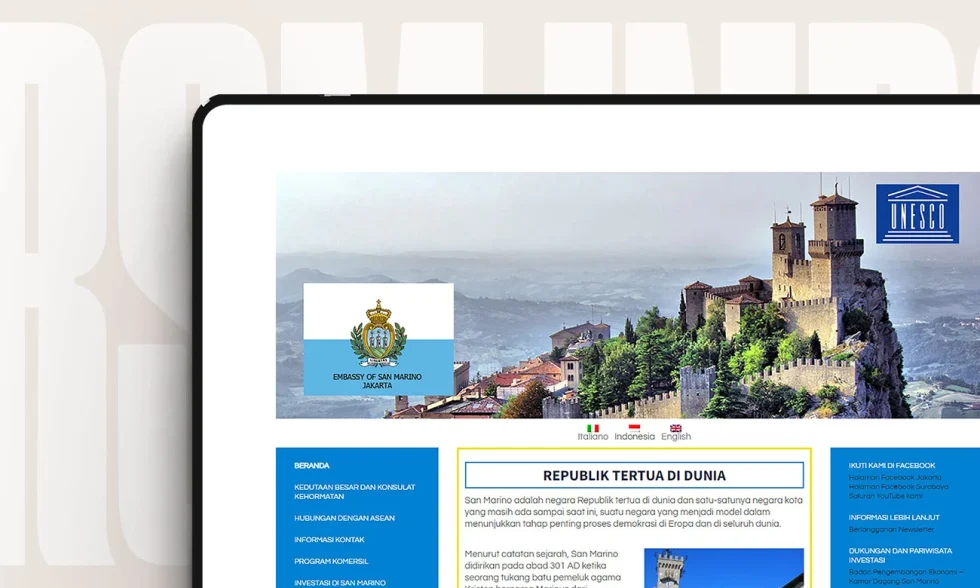 UNESCO
EMBASSY OF SAN MARINO
JAKARTA
Italiano Indonesia English
BERANDA
KEDUTAAN BESAR DAN KONSULAT
KEHORMATAN
HUBUNGAN DENGAN ASEAN
INFORMASI KONTAK
PROGRAM KOMERSIL
INVESTASI DI SAN MARINO
REPUBLIK TERTUA DI DUNIA
San Marino adalah negara Republik tertua di dunia dan satu-satunya negara kota
yang masih ada sampai saat ini, suatu negara yang menjadi model dalam
menunjukkan tahap penting proses demokrasi di Eropa dan di seluruh dunia.
Menurut catatan sejarah, San Marino
didirikan pada abad 301 AD ketika
seorang tukang batu pemeluk agama
Kristen bernama Marinus dari
IKUTI KAMI DI FACEBOOK
Halaman Facebook Jakarta
Halaman Facebook Surabaya
Saluran YouTube kami
INFORMASI LEBIH LANJUT
Berlangganan Newsletter
DUKUNGAN DAN PARIWISATA
INVESTASI
Badan Pengembangan Ekonomi –
Kamar Dagang San Marino